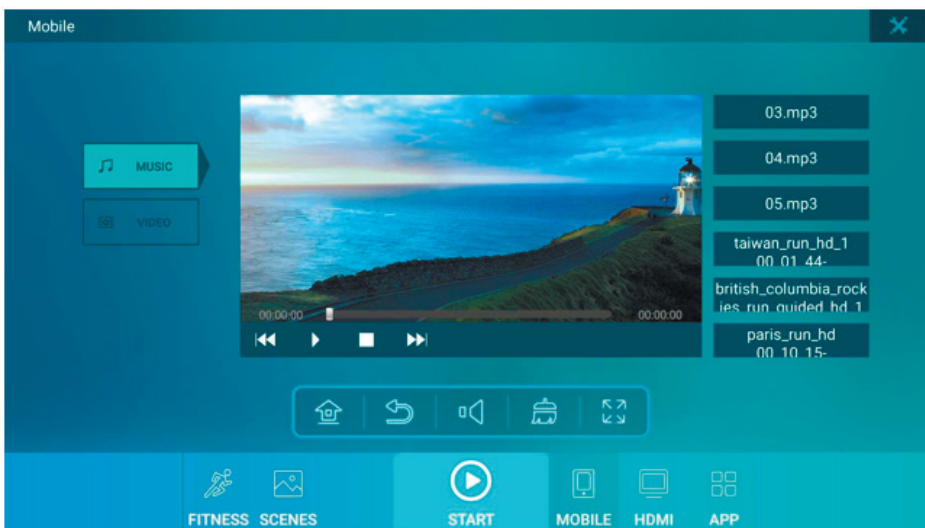 Mobile
MUSIC
VIDEO
00:00:00
00:00:00
03.mp3
04.mp3
05.mp3
taiwan_run_hd_1
00_01_44-
british_columbia_rock
ies_run_guided_hd_1
paris_run_hd
00_10_15-
FITNESS
SCENES
START
MOBILE
HDMI
APP